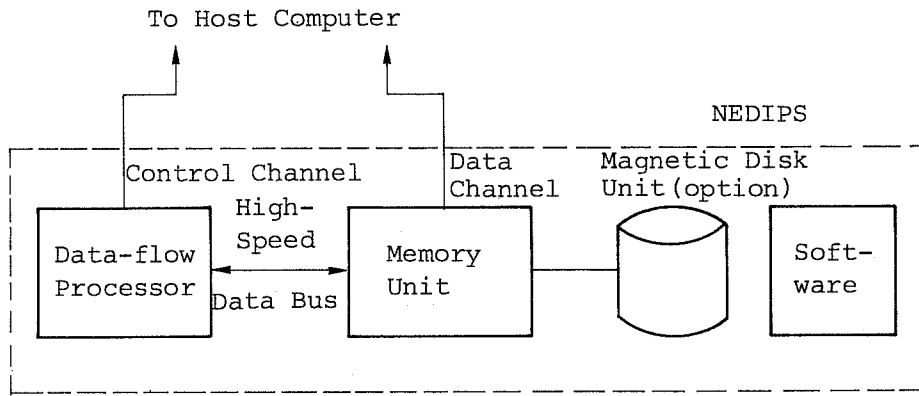 To Host Computer
NEDIPS
Control Channel
Data
Channel
Magnetic Disk
Unit(option)
High-
Speed
Data Bus
Data-flow
Processor
Memory
Unit
Soft-
ware